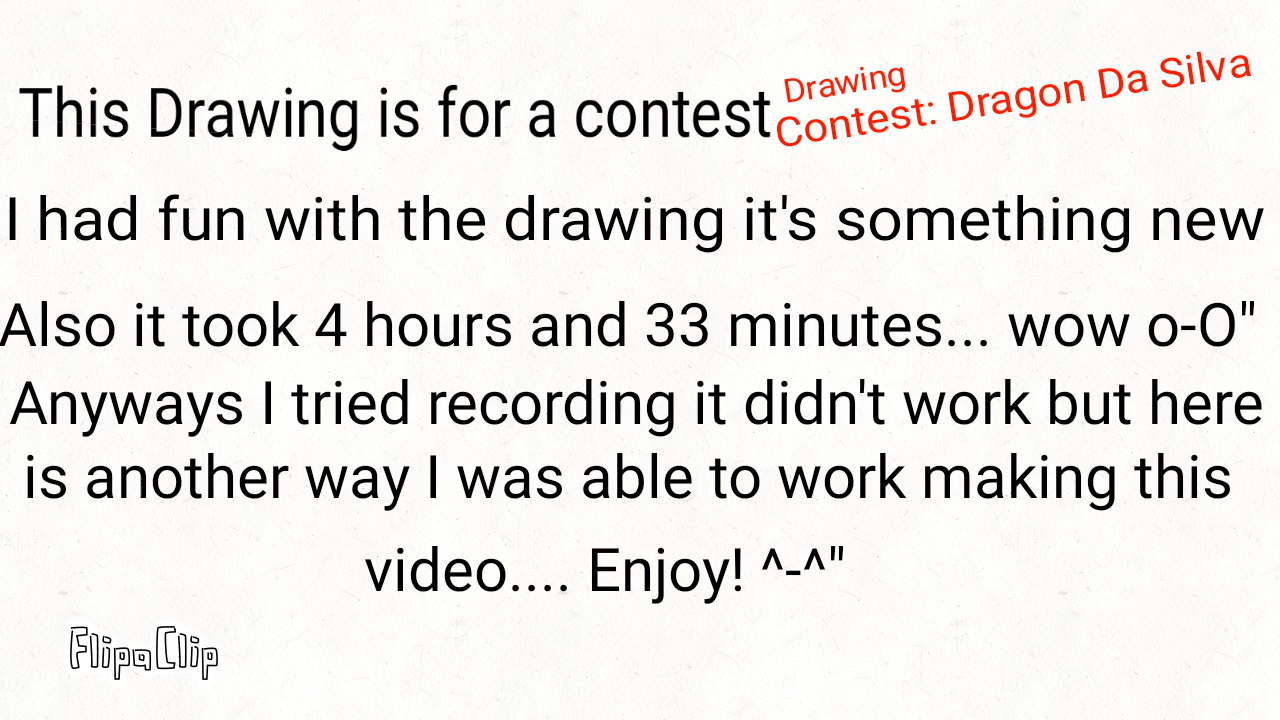 This Drawing is for a contest
Drawing
Contest: Dragon Da Silva
I had fun with the drawing it's something new
Also it took 4 hours and 33 minutes... wow o-O"
Anyways I tried recording it didn't work but here
is another way I was able to work making this
video.... Enjoy! ^-^"
FlipaClip